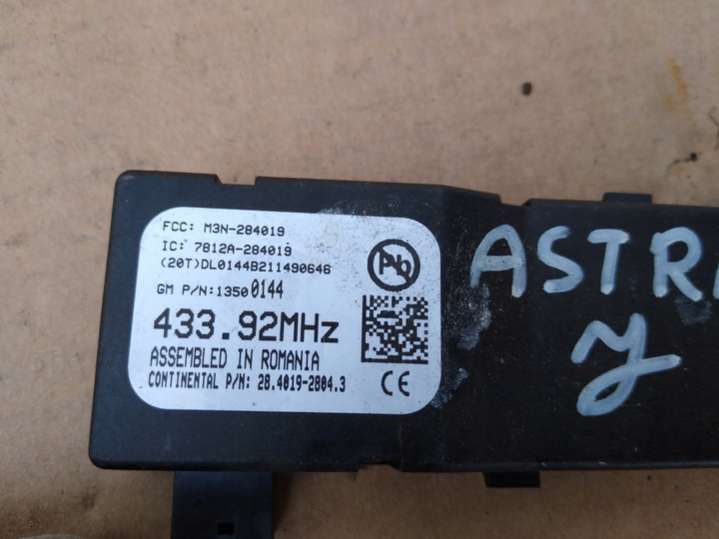 FCC: M3N-284019
IC: 7812A-284019
(20T)DL0144B211490646
GM P/N:13500144
433.92MHz
ASSEMBLED IN ROMANIA
CONTINENTAL P/N: 28.4019-2804.3
Pb
CE
ASTR
J